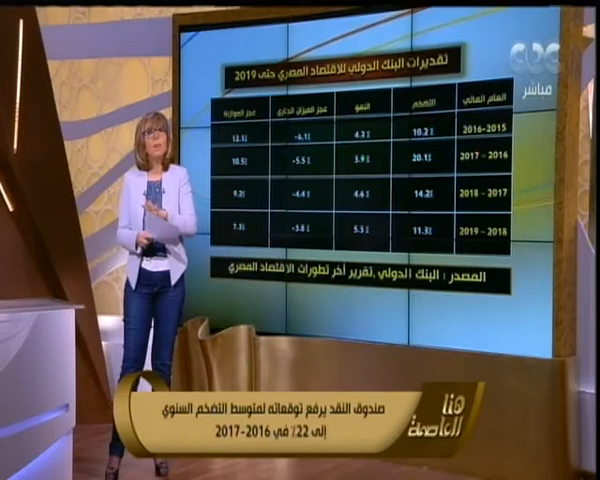 CBC
مباشر
تقديرات البنك الدولي للاقتصاد المصري حتى 2019
العام المالي التضخم النمو عجز الميزان الجاري عجز الموازنة
2016-2015 10.2٪ 4.3٪ -6.1٪ 12.1٪
2017 - 2016 20.1٪ 3.9٪ -5.5٪ 10.5٪
2018 - 2017 14.2٪ 4.6٪ -4.4٪ 9.2٪
2019 - 2018 11.3٪ 5.3٪ -3.8٪ 7.3٪
المصدر : البنك الدولي ,تقرير أخر تطورات الاقتصاد المصري
هنا العاصمة
صندوق النقد يرفع توقعاته لمتوسط التضخم السنوي
إلى 22٪ في 2016-2017